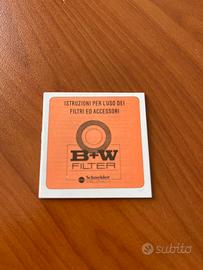 ISTRUZIONI PER L'USO DEI
FILTRI ED ACCESSORI
B+W
FILTER
Schneider
subito